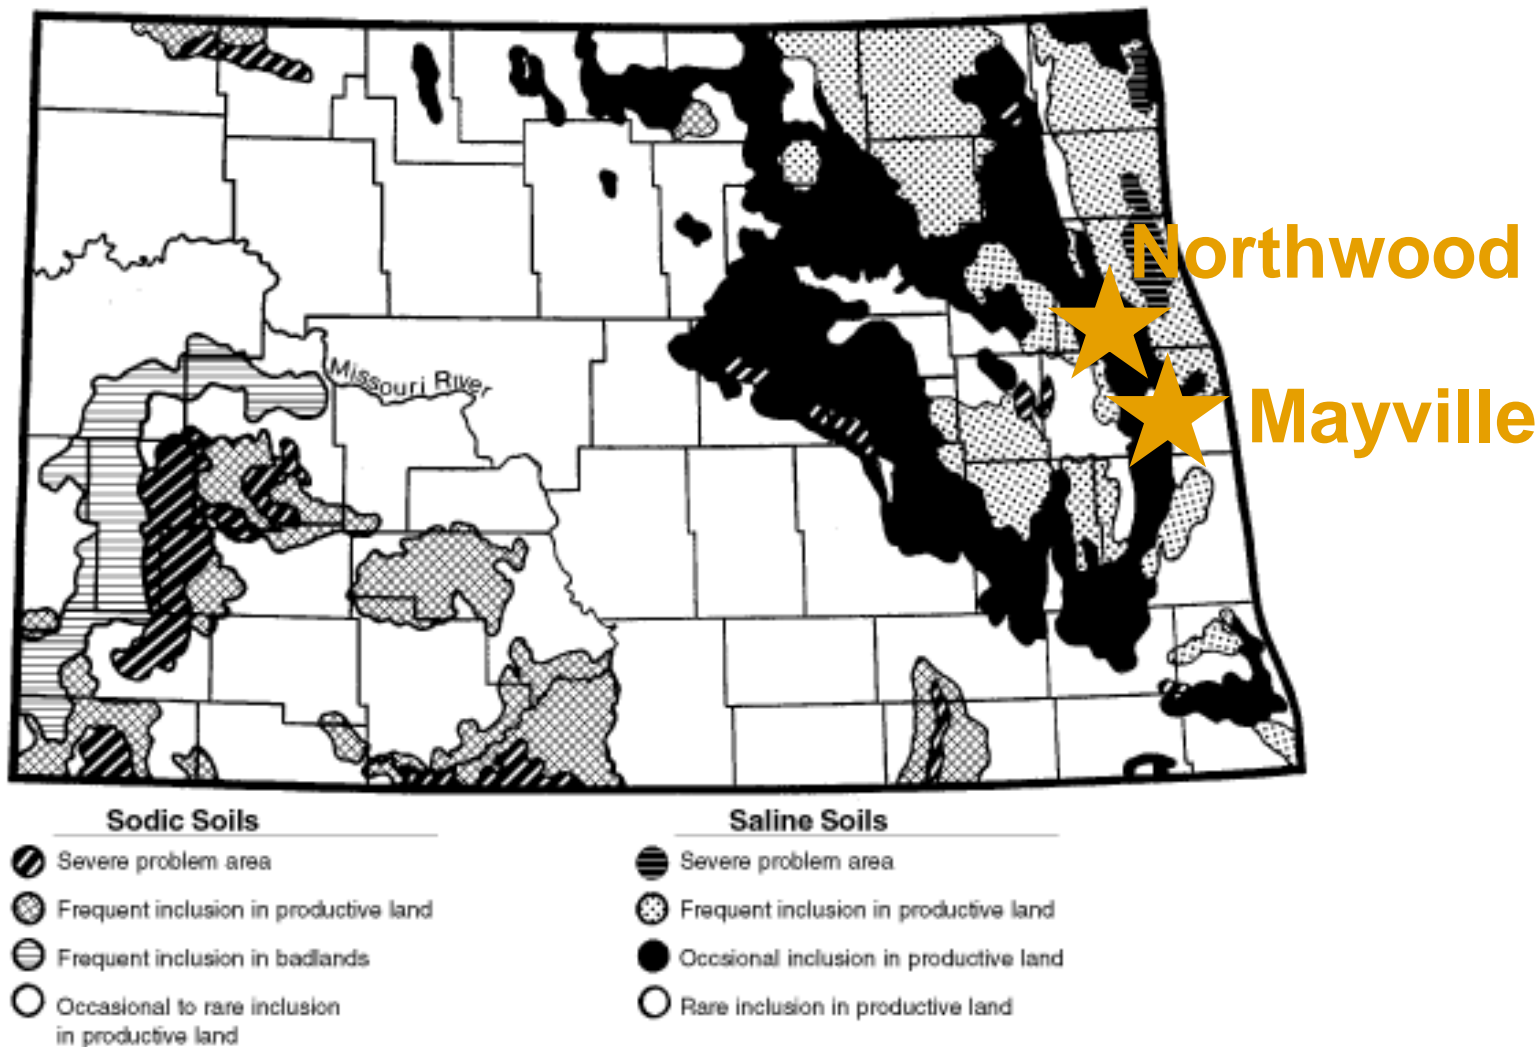 Northwood
Missouri River
Mayville
Sodic Soils
Severe problem area
Frequent inclusion in productive land
Frequent inclusion in badlands
Occasional to rare inclusion
in productive land
Saline Soils
Severe problem area
Frequent inclusion in productive land
Occsional inclusion in productive land
Rare inclusion in productive land